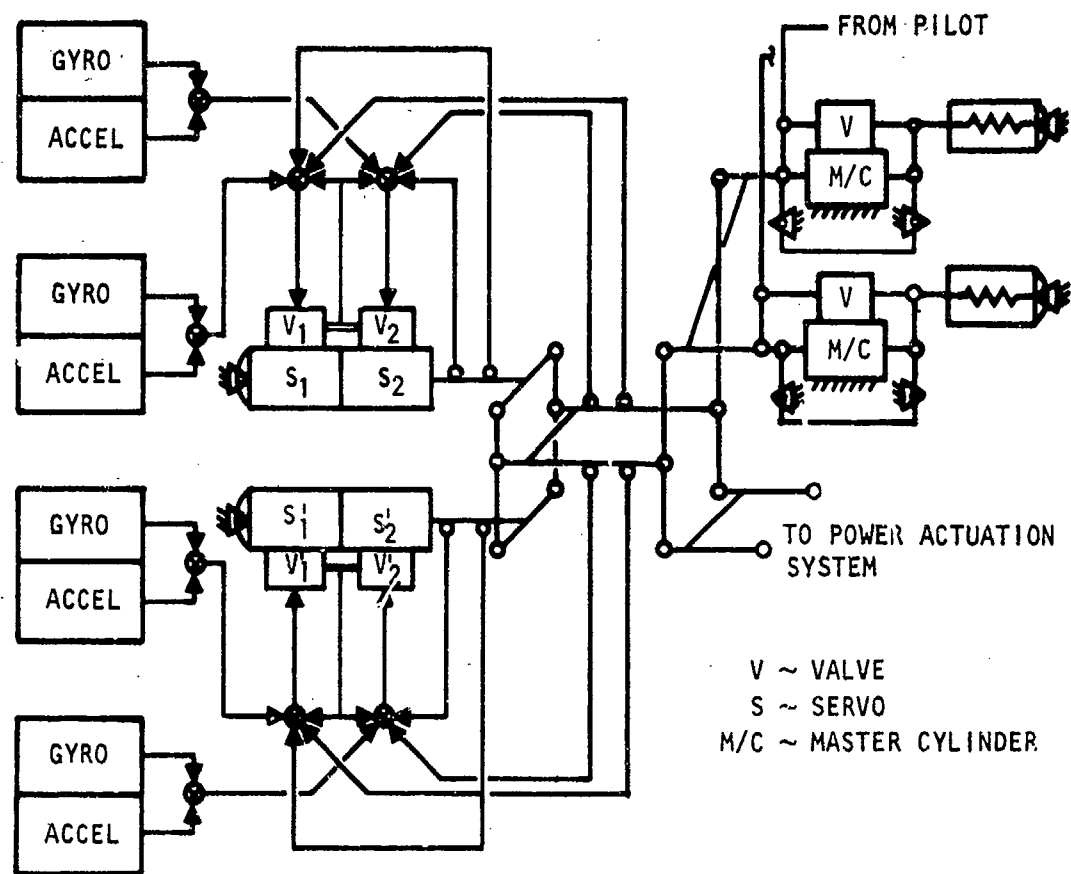 GYRO
ACCEL
GYRO
ACCEL
V1 V2
S1 S2
GYRO
ACCEL
S'1 S'2
V'1 V'2
GYRO
ACCEL
FROM PILOT
V
M/C
V
M/C
TO POWER ACTUATION
SYSTEM
V ~ VALVE
S ~ SERVO
M/C ~ MASTER CYLINDER